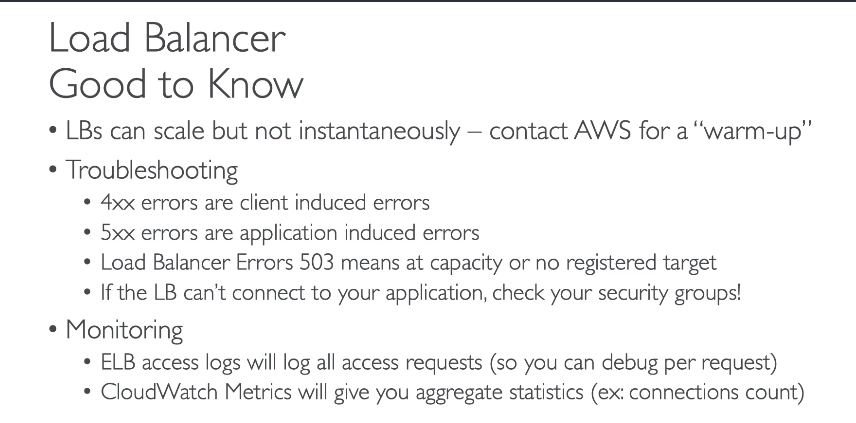 Load Balancer
Good to Know
• LBs can scale but not instantaneously – contact AWS for a “warm-up”
• Troubleshooting
• 4xx errors are client induced errors
• 5xx errors are application induced errors
• Load Balancer Errors 503 means at capacity or no registered target
• If the LB can’t connect to your application, check your security groups!
• Monitoring
• ELB access logs will log all access requests (so you can debug per request)
• CloudWatch Metrics will give you aggregate statistics (ex: connections count)